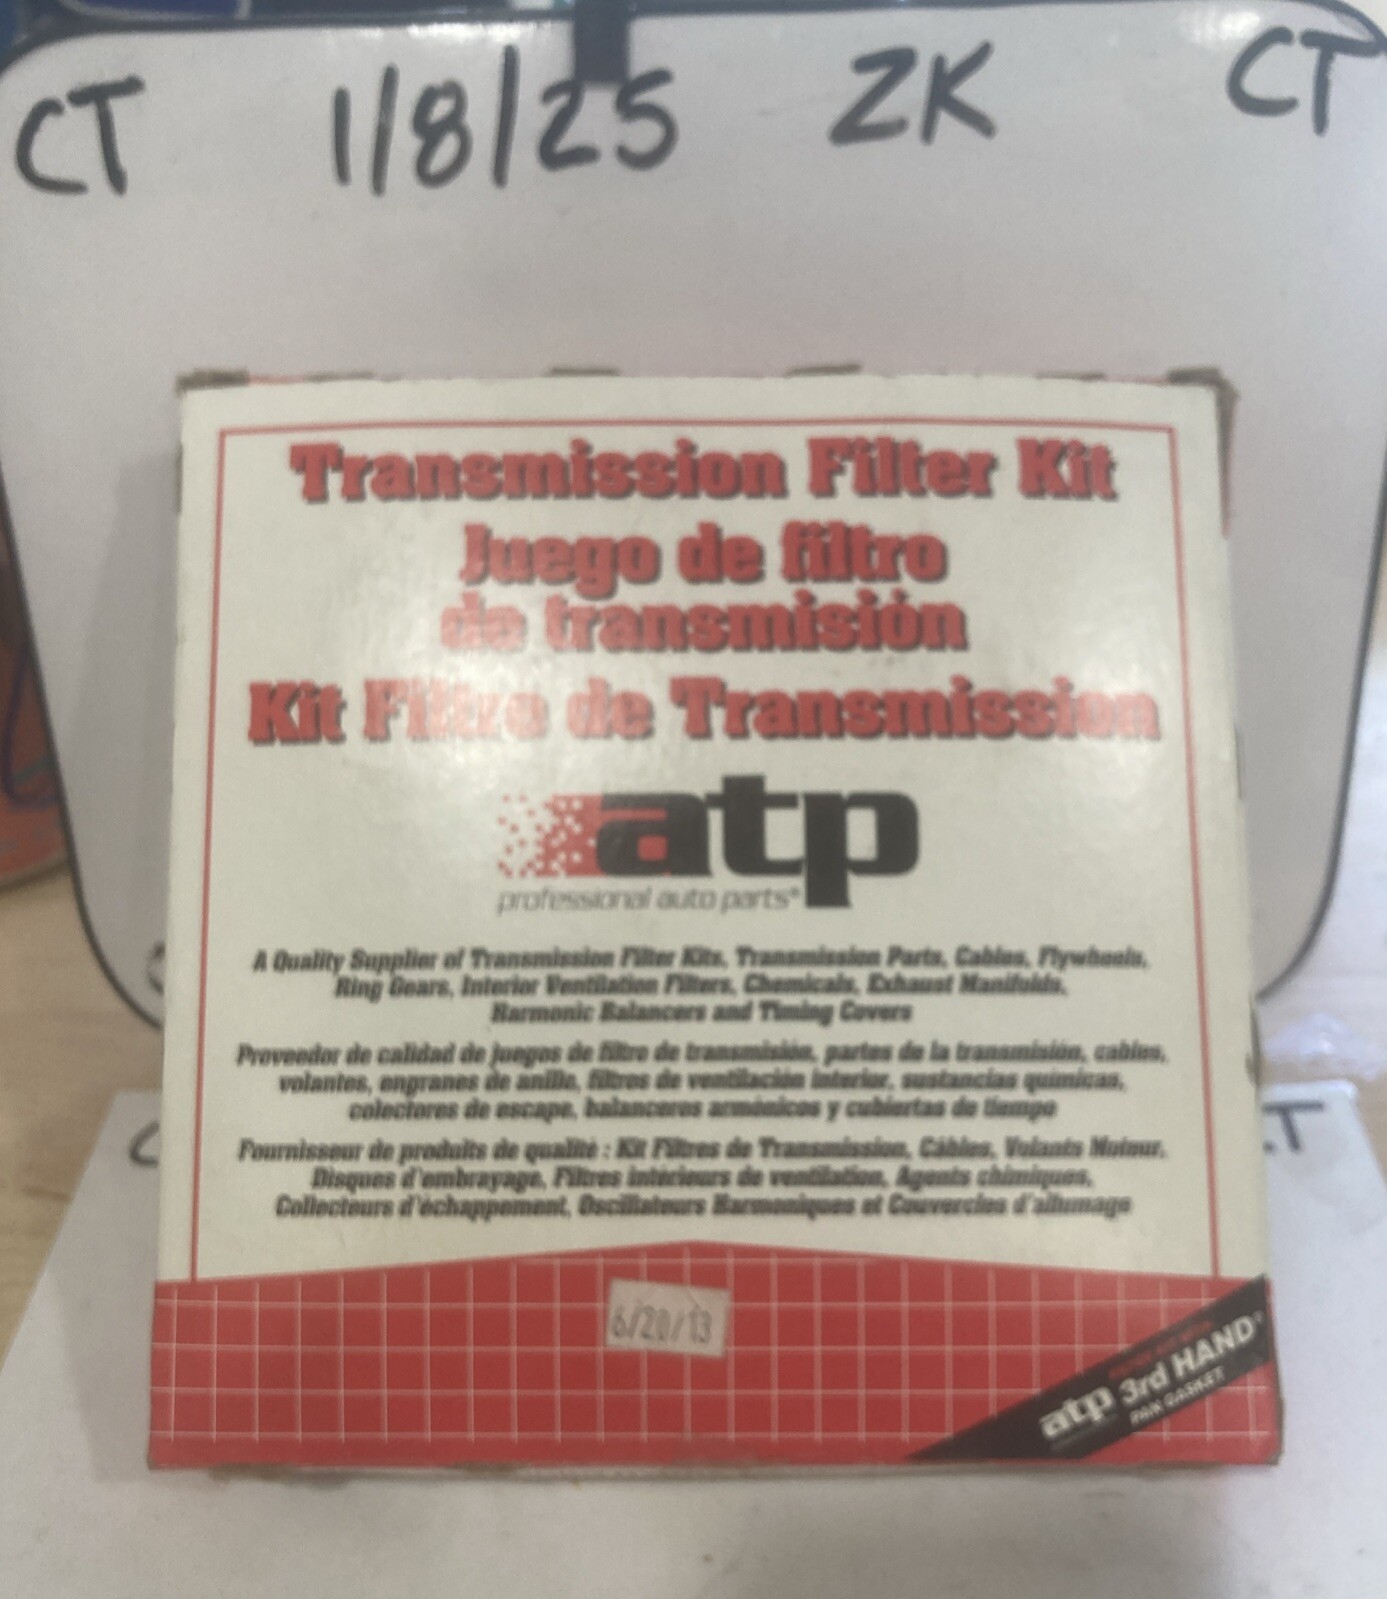 CT 1/8/25 ZK CT
Transmission Filter Kit
Juego de filtro
de transmisión
Kit Filtre de Transmission
atp
professional auto parts®
A Quality Supplier of Transmission Filter Kits, Transmission Parts, Cables, Flywheels,
Ring Gears, Interior Ventilation Filters, Chemicals, Exhaust Manifolds,
Harmonic Balancers and Timing Covers
Proveedor de calidad de juegos de filtro de transmisión, partes de la transmisión, cables,
volantes, engranes de anillo, filtros de ventilación interior, sustancias químicas,
colectores de escape, balanceros armónicos y cubiertas de tiempo
Fournisseur de produits de qualité : Kit Filtres de Transmission, Câbles, Volants Moteur,
Disques d'embrayage, Filtres intérieurs de ventilation, Agents chimiques,
Collecteurs d'échappement, Oscillateurs Harmoniques et Couvercles d'allumage
6/20/13
atp 3rd HAND®
PAN GASKET